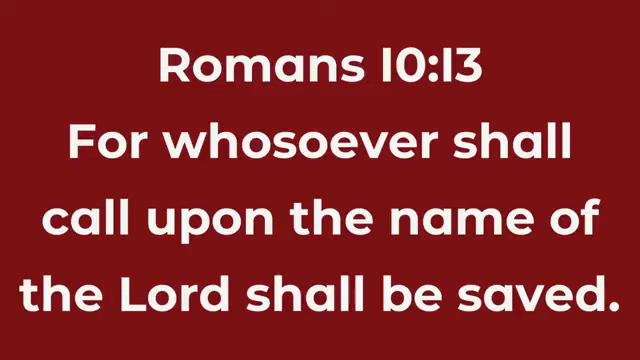 Romans 10:13
For whosoever shall
call upon the name of
the Lord shall be saved.